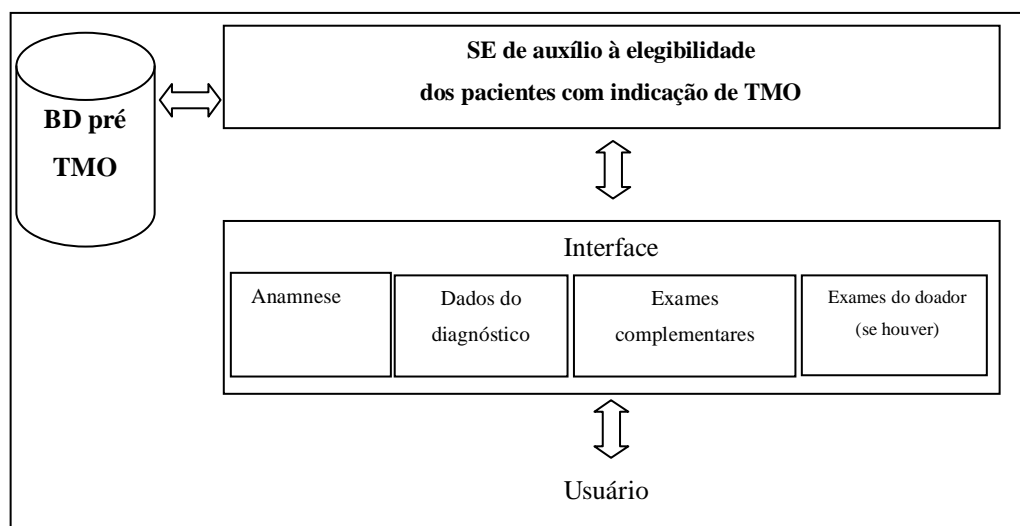 SE de auxílio à elegibilidade
dos pacientes com indicação de TMO
BD pré
TMO
Interface
Anamnese
Dados do
diagnóstico
Exames
complementares
Exames do doador
(se houver)
Usuário